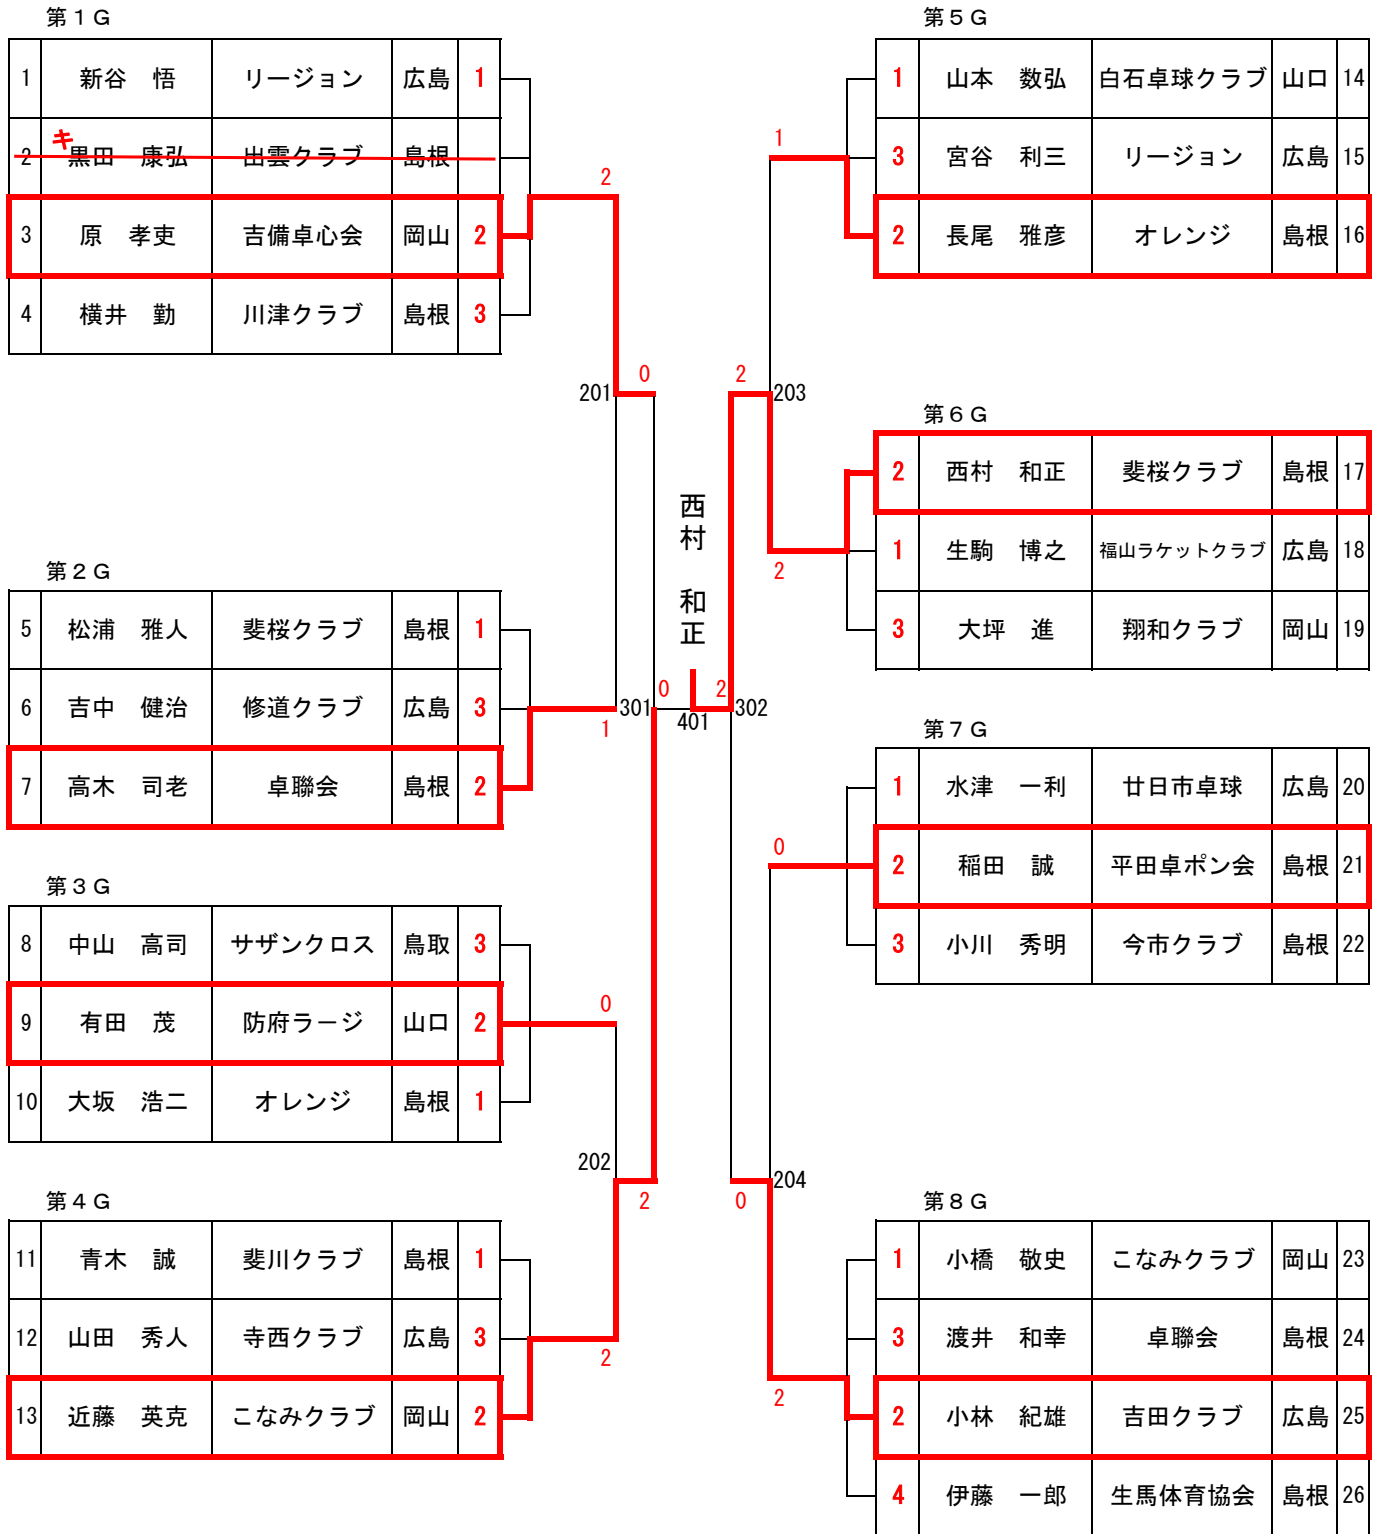 第１Ｇ
1 新谷　悟 リージョン 広島 1
キ
2 黒田　康弘 出雲クラブ 島根
3 原　孝吏 吉備卓心会 岡山 2
4 横井　勤 川津クラブ 島根 3
2
201
0
第２Ｇ
5 松浦　雅人 斐桜クラブ 島根 1
6 吉中　健治 修道クラブ 広島 3
7 高木　司老 卓聯会 島根 2
1
301
0
第３Ｇ
8 中山　高司 サザンクロス 鳥取 3
9 有田　茂 防府ラージ 山口 2
10 大坂　浩二 オレンジ 島根 1
0
202
2
第４Ｇ
11 青木　誠 斐川クラブ 島根 1
12 山田　秀人 寺西クラブ 広島 3
13 近藤　英克 こなみクラブ 岡山 2
2
西村　和正
401
第５Ｇ
1 山本　数弘 白石卓球クラブ 山口 14
3 宮谷　利三 リージョン 広島 15
2 長尾　雅彦 オレンジ 島根 16
1
2
203
第６Ｇ
2 西村　和正 斐桜クラブ 島根 17
1 生駒　博之 福山ラケットクラブ 広島 18
3 大坪　進 翔和クラブ 岡山 19
2
2
302
第７Ｇ
1 水津　一利 廿日市卓球 広島 20
2 稲田　誠 平田卓ポン会 島根 21
3 小川　秀明 今市クラブ 島根 22
0
204
0
第８Ｇ
1 小橋　敬史 こなみクラブ 岡山 23
3 渡井　和幸 卓聯会 島根 24
2 小林　紀雄 吉田クラブ 広島 25
4 伊藤　一郎 生馬体育協会 島根 26
2